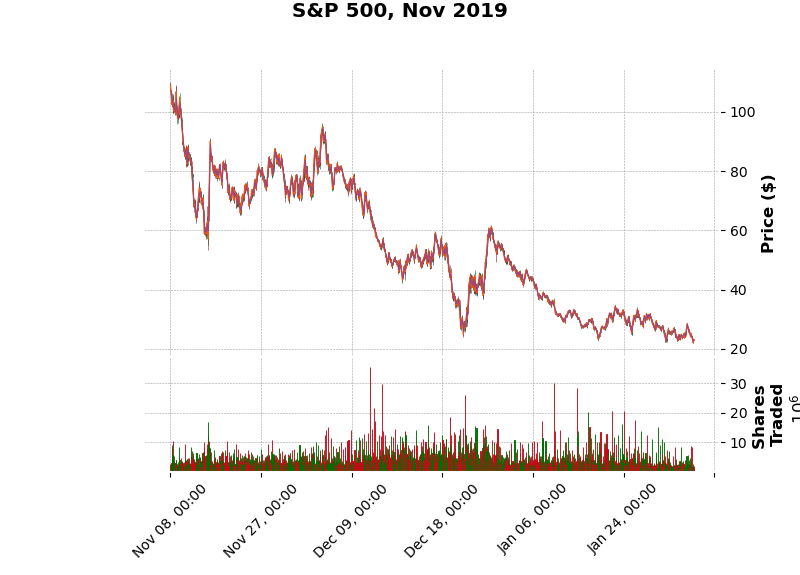 S&P 500, Nov 2019
100
80
60
40
20
Price ($)
30
20
10
Shares
Traded
10^6
Nov 08, 00:00
Nov 27, 00:00
Dec 09, 00:00
Dec 18, 00:00
Jan 06, 00:00
Jan 24, 00:00